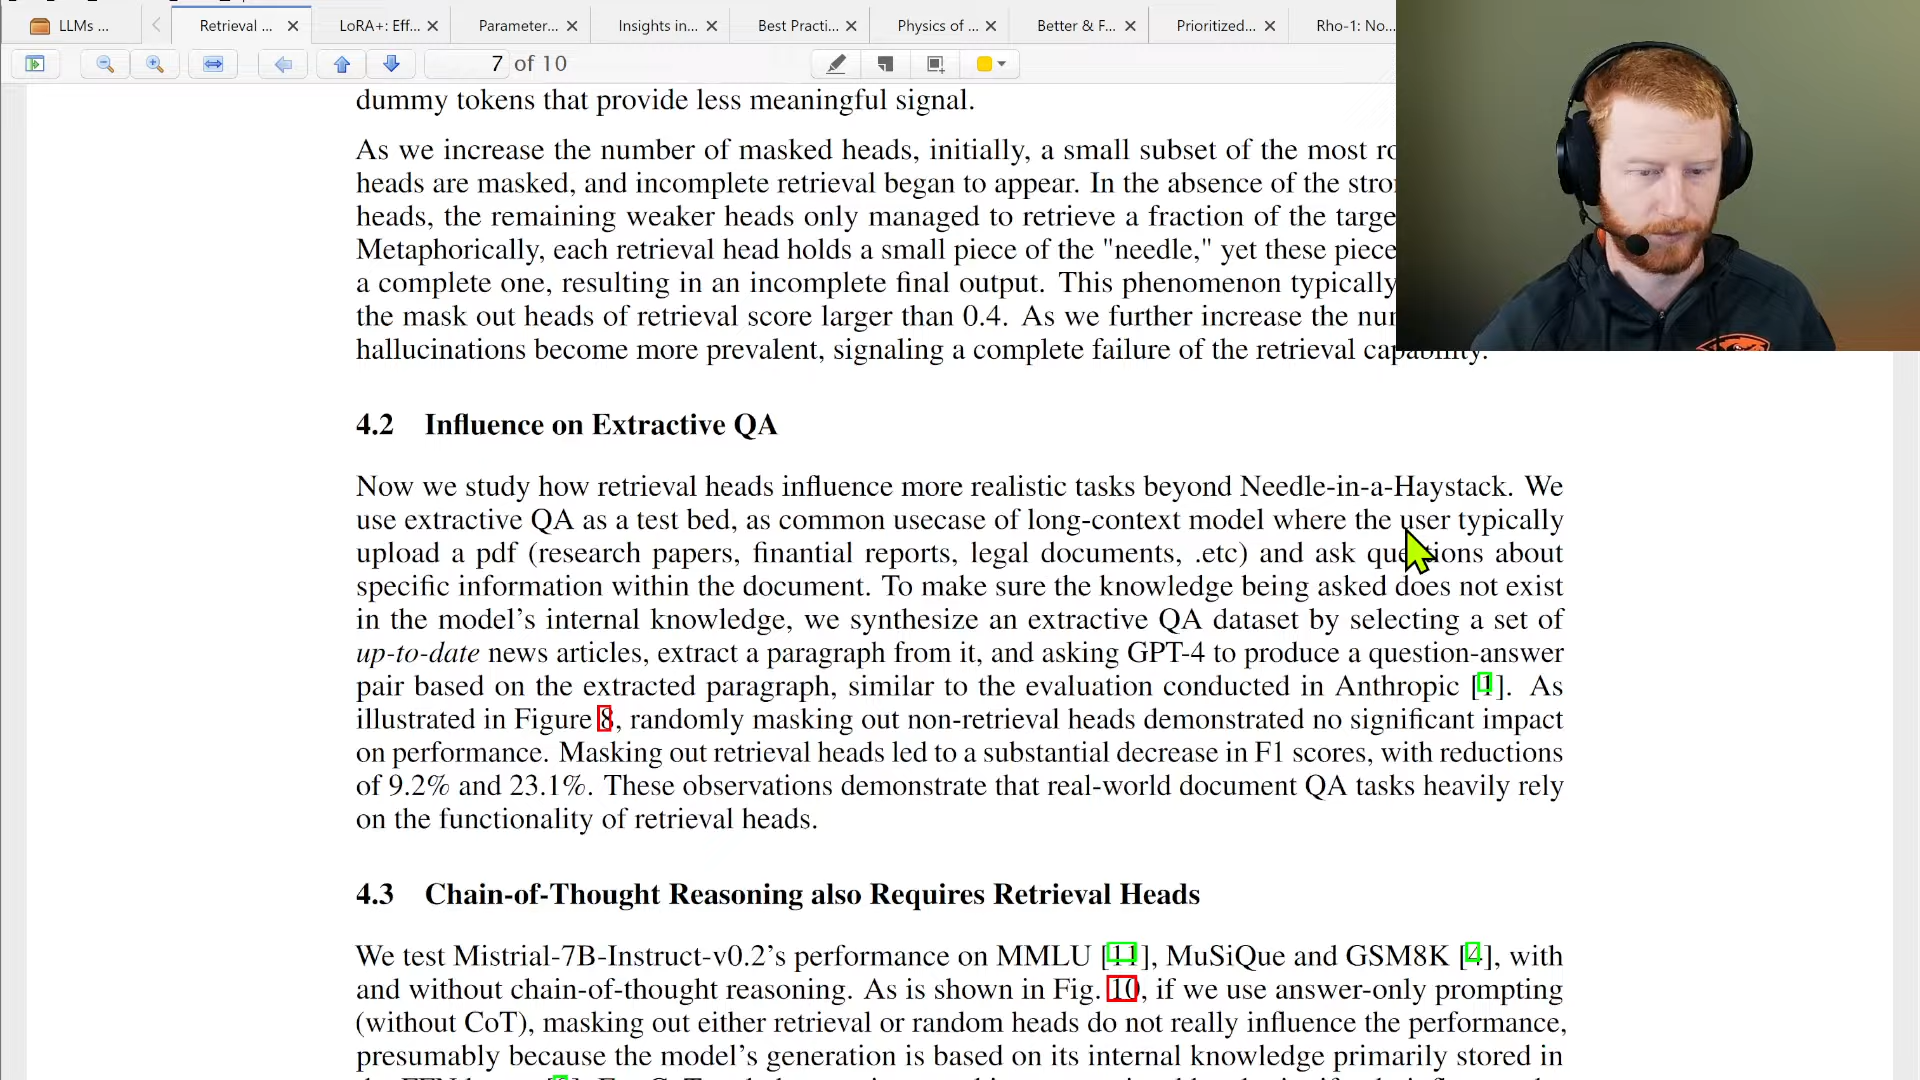 LLMs ...
Retrieval ...
LoRA+: Eff...
Parameter...
Insights in...
Best Practi...
Physics of ...
Better & F...
Prioritized...
Rho-1: No...
7 of 10
dummy tokens that provide less meaningful signal.
As we increase the number of masked heads, initially, a small subset of the most
heads are masked, and incomplete retrieval began to appear. In the absence of the
heads, the remaining weaker heads only managed to retrieve a fraction of the
Metaphorically, each retrieval head holds a small piece of the "needle," yet these
a complete one, resulting in an incomplete final output. This phenomenon typically
the mask out heads of retrieval score larger than 0.4. As we further increase the
hallucinations become more prevalent, signaling a complete failure of the retrieval capability.
4.2 Influence on Extractive QA
Now we study how retrieval heads influence more realistic tasks beyond Needle-in-a-Haystack. We
use extractive QA as a test bed, as common usecase of long-context model where the user typically
upload a pdf (research papers, finantial reports, legal documents, .etc) and ask questions about
specific information within the document. To make sure the knowledge being asked does not exist
in the model's internal knowledge, we synthesize an extractive QA dataset by selecting a set of
up-to-date news articles, extract a paragraph from it, and asking GPT-4 to produce a question-answer
pair based on the extracted paragraph, similar to the evaluation conducted in Anthropic [1]. As
illustrated in Figure 8, randomly masking out non-retrieval heads demonstrated no significant impact
on performance. Masking out retrieval heads led to a substantial decrease in F1 scores, with reductions
of 9.2% and 23.1%. These observations demonstrate that real-world document QA tasks heavily rely
on the functionality of retrieval heads.
4.3 Chain-of-Thought Reasoning also Requires Retrieval Heads
We test Mistrial-7B-Instruct-v0.2's performance on MMLU [11], MuSiQue and GSM8K [4], with
and without chain-of-thought reasoning. As is shown in Fig. 10, if we use answer-only prompting
(without CoT), masking out either retrieval or random heads do not really influence the performance,
presumably because the model's generation is based on its internal knowledge primarily stored in